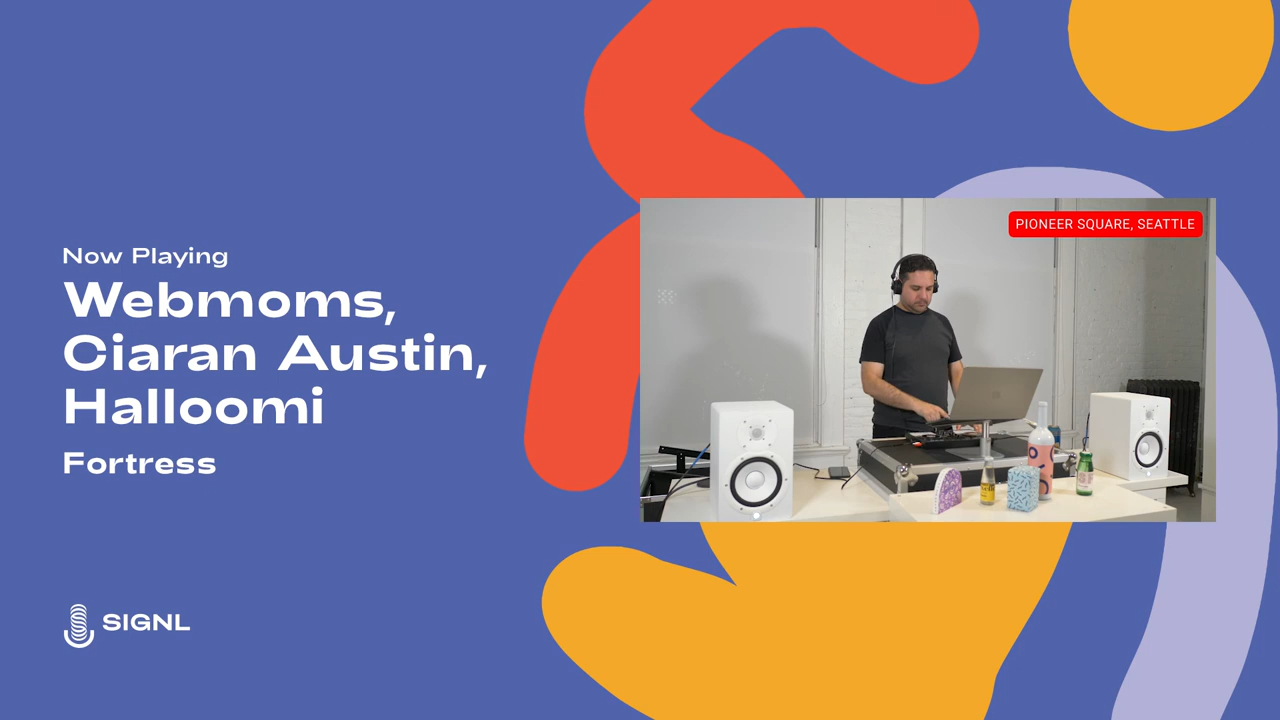 Now Playing
Webmoms,
Ciaran Austin,
Halloomi
Fortress
SIGNL
PIONEER SQUARE, SEATTLE